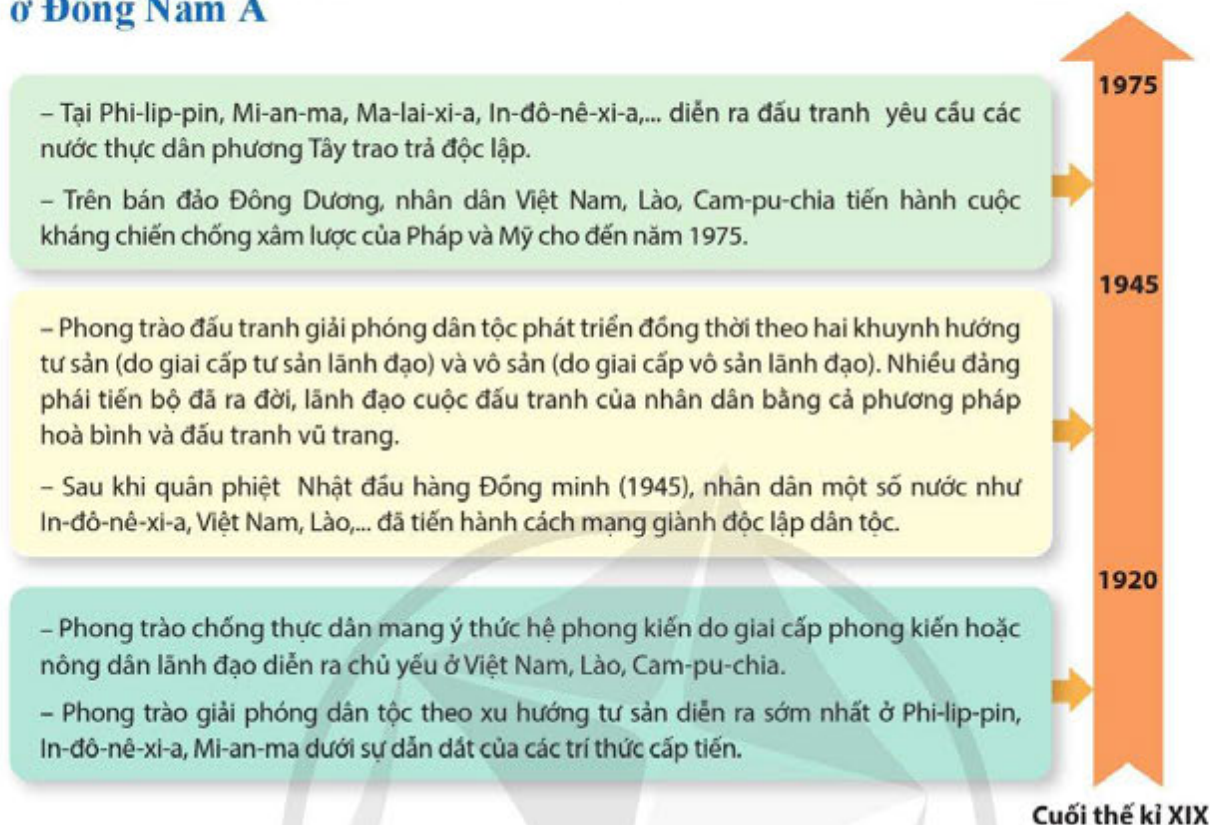 ở Đông Nam Á
1975
– Tại Phi-líp-pin, Mi-an-ma, Ma-lai-xi-a, In-đô-nê-xi-a,... diễn ra đấu tranh yêu cầu các
nước thực dân phương Tây trao trả độc lập.
– Trên bán đảo Đông Dương, nhân dân Việt Nam, Lào, Cam-pu-chia tiến hành cuộc
kháng chiến chống xâm lược của Pháp và Mỹ cho đến năm 1975.
1945
– Phong trào đấu tranh giải phóng dân tộc phát triển đồng thời theo hai khuynh hướng
tư sản (do giai cấp tư sản lãnh đạo) và vô sản (do giai cấp vô sản lãnh đạo). Nhiều đảng
phái tiến bộ đã ra đời, lãnh đạo cuộc đấu tranh của nhân dân bằng cả phương pháp
hoà bình và đấu tranh vũ trang.
– Sau khi quân phiệt Nhật đầu hàng Đồng minh (1945), nhân dân một số nước như
In-đô-nê-xi-a, Việt Nam, Lào,... đã tiến hành cách mạng giành độc lập dân tộc.
1920
– Phong trào chống thực dân mang ý thức hệ phong kiến do giai cấp phong kiến hoặc
nông dân lãnh đạo diễn ra chủ yếu ở Việt Nam, Lào, Cam-pu-chia.
– Phong trào giải phóng dân tộc theo xu hướng tư sản diễn ra sớm nhất ở Phi-líp-pin,
In-đô-nê-xi-a, Mi-an-ma dưới sự dẫn dắt của các trí thức cấp tiến.
Cuối thế kỉ XIX